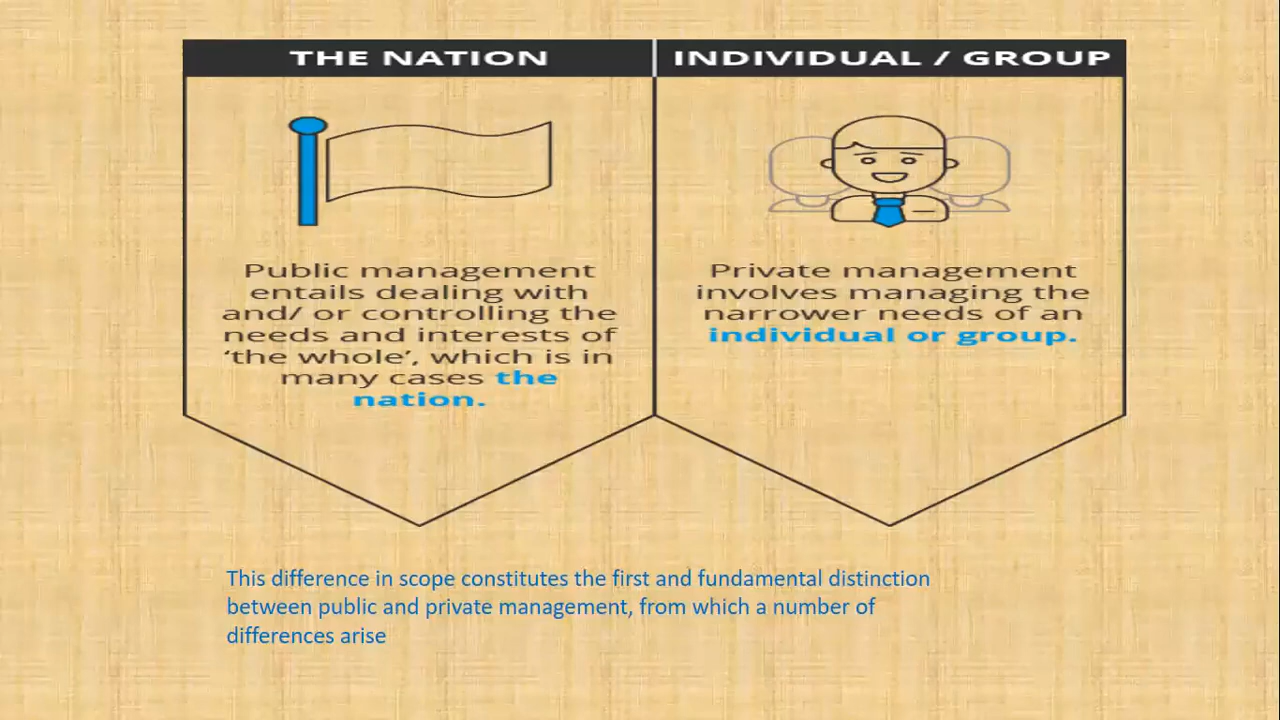 THE NATION
Public management
entails dealing with
and/ or controlling the
needs and interests of
‘the whole’, which is in
many cases the
nation.
INDIVIDUAL / GROUP
Private management
involves managing the
narrower needs of an
individual or group.
This difference in scope constitutes the first and fundamental distinction
between public and private management, from which a number of
differences arise